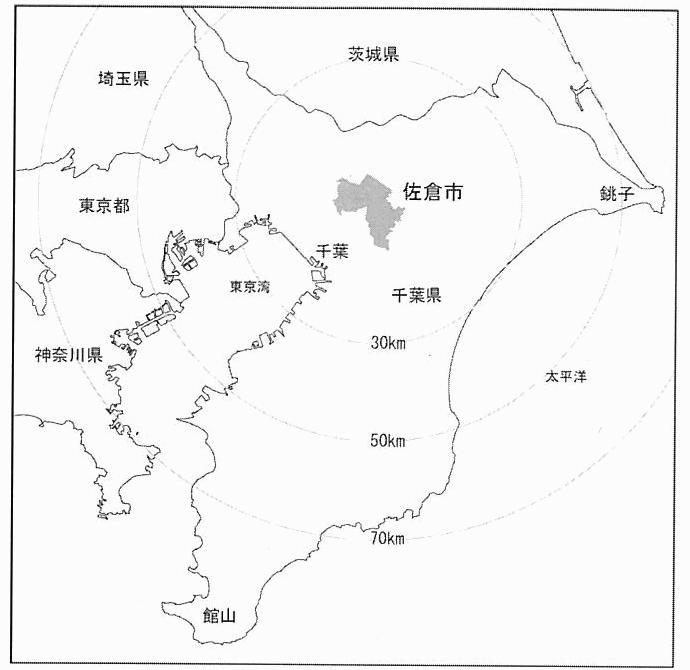 茨城県
埼玉県
佐倉市
銚子
東京都
千葉
東京湾
千葉県
30km
神奈川県
太平洋
50km
70km
館山